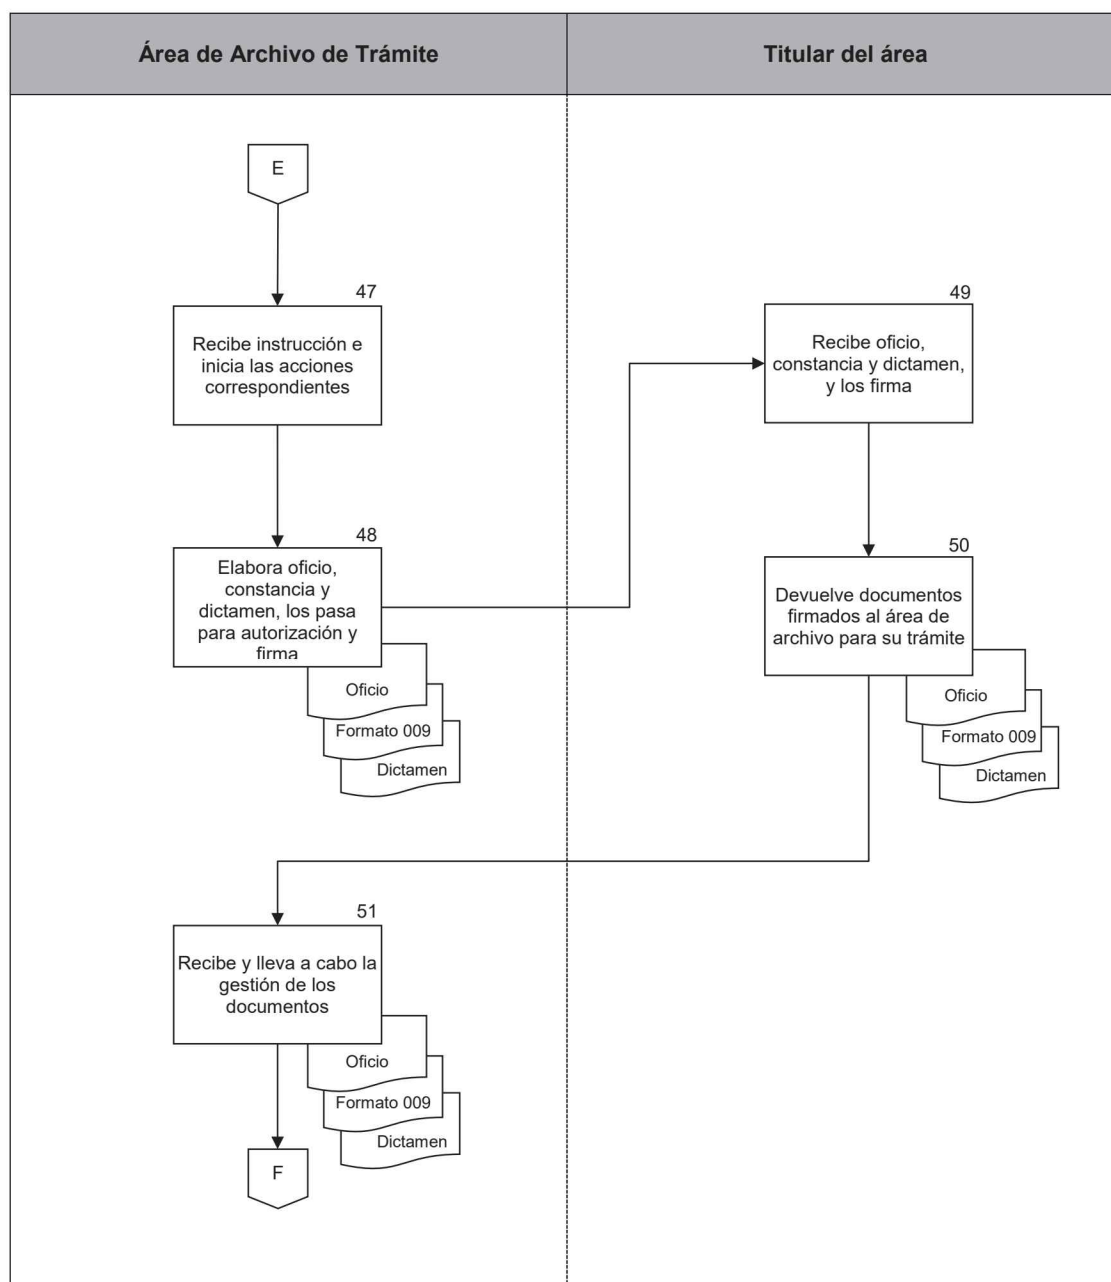 Área de Archivo de Trámite
Titular del área
E
47
Recibe instrucción e
inicia las acciones
correspondientes
48
Elabora oficio,
constancia y
dictamen, los pasa
para autorización y
firma
Oficio
Formato 009
Dictamen
49
Recibe oficio,
constancia y dictamen,
y los firma
50
Devuelve documentos
firmados al área de
archivo para su trámite
Oficio
Formato 009
Dictamen
51
Recibe y lleva a cabo la
gestión de los
documentos
Oficio
Formato 009
Dictamen
F